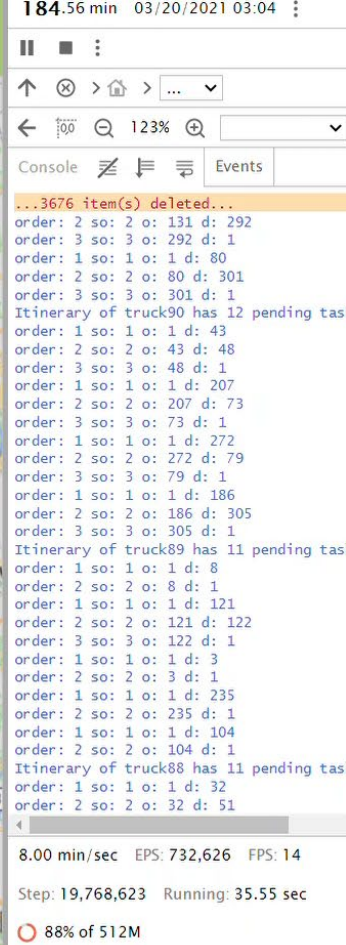 184.56 min 03/20/2021 03:04
...
123%
Console Events
...3676 item(s) deleted...
order: 2 so: 2 o: 131 d: 292
order: 3 so: 3 o: 292 d: 1
order: 1 so: 1 o: 1 d: 80
order: 2 so: 2 o: 80 d: 301
order: 3 so: 3 o: 301 d: 1
Itinerary of truck90 has 12 pending tas
order: 1 so: 1 o: 1 d: 43
order: 2 so: 2 o: 43 d: 48
order: 3 so: 3 o: 48 d: 1
order: 1 so: 1 o: 1 d: 207
order: 2 so: 2 o: 207 d: 73
order: 3 so: 3 o: 73 d: 1
order: 1 so: 1 o: 1 d: 272
order: 2 so: 2 o: 272 d: 79
order: 3 so: 3 o: 79 d: 1
order: 1 so: 1 o: 1 d: 186
order: 2 so: 2 o: 186 d: 305
order: 3 so: 3 o: 305 d: 1
Itinerary of truck89 has 11 pending tas
order: 1 so: 1 o: 1 d: 8
order: 2 so: 2 o: 8 d: 1
order: 1 so: 1 o: 1 d: 121
order: 2 so: 2 o: 121 d: 122
order: 3 so: 3 o: 122 d: 1
order: 1 so: 1 o: 1 d: 3
order: 2 so: 2 o: 3 d: 1
order: 1 so: 1 o: 1 d: 235
order: 2 so: 2 o: 235 d: 1
order: 1 so: 1 o: 1 d: 104
order: 2 so: 2 o: 104 d: 1
Itinerary of truck88 has 11 pending tas
order: 1 so: 1 o: 1 d: 32
order: 2 so: 2 o: 32 d: 51
8.00 min/sec EPS: 732,626 FPS: 14
Step: 19,768,623 Running: 35.55 sec
88% of 512M